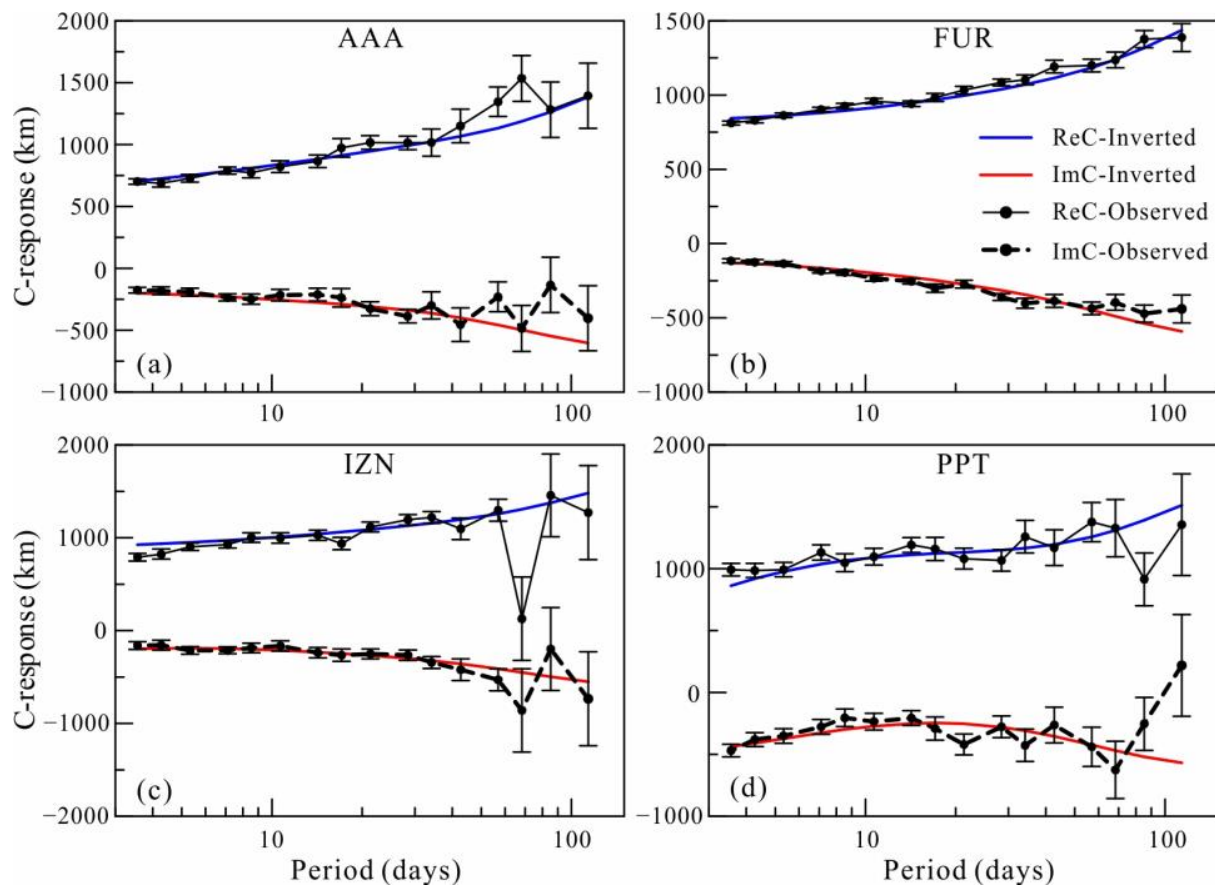 AAA
2000
1500
1000
500
0
−500
−1000
C-response (km)
(a)
10
100
FUR
1500
1000
500
0
−500
−1000
ReC-Inverted
ImC-Inverted
ReC-Observed
ImC-Observed
(b)
10
100
IZN
2000
1000
0
−1000
−2000
C-response (km)
(c)
10
100
Period (days)
PPT
2000
1000
0
−1000
(d)
10
100
Period (days)